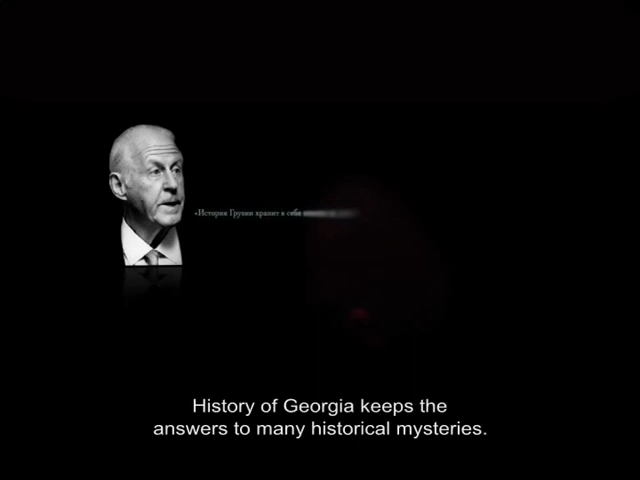 «История Грузии хранит в себе
History of Georgia keeps the
answers to many historical mysteries.